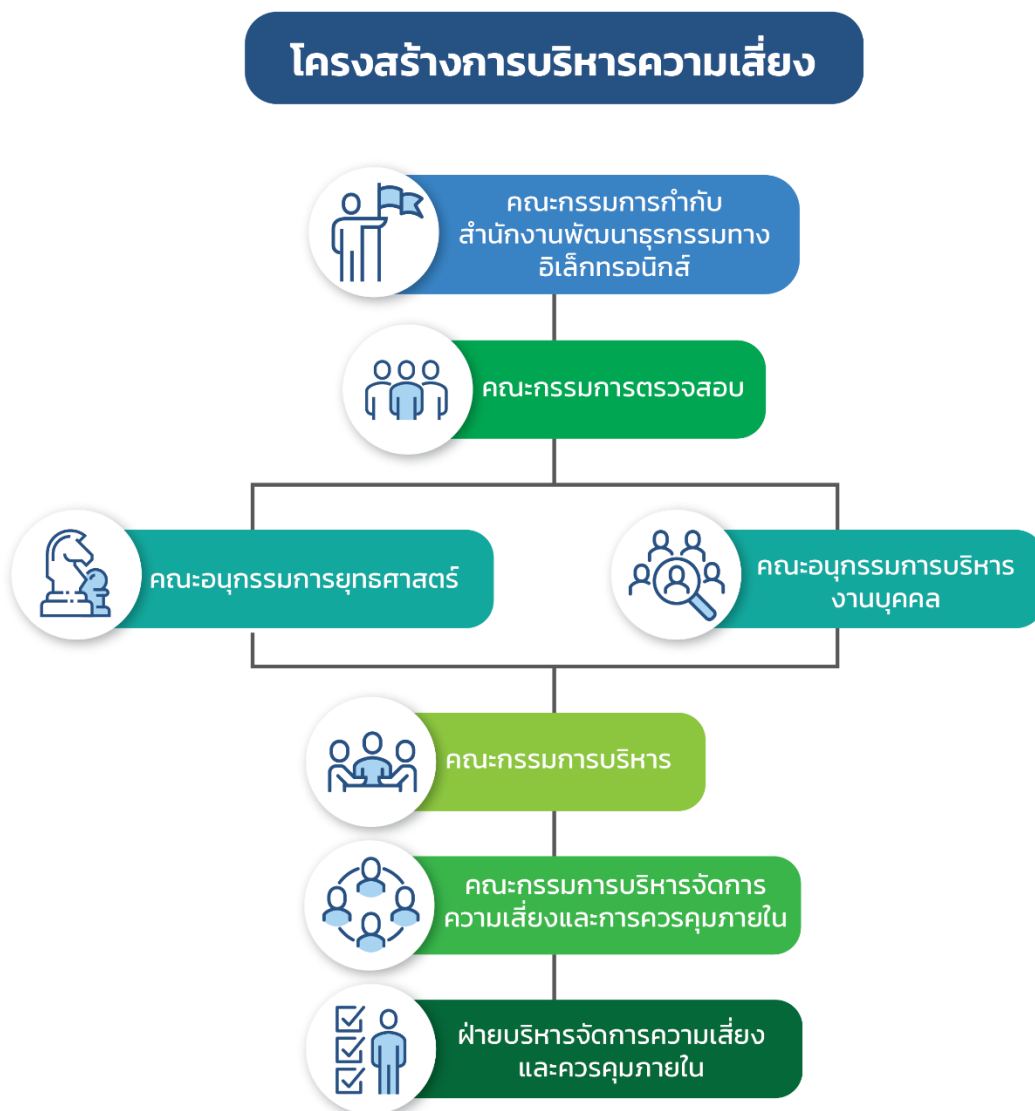 โครงสร้างการบริหารความเสี่ยง
คณะกรรมการกำกับ
สำนักงานพัฒนาธุรกรรมทาง
อิเล็กทรอนิกส์
คณะกรรมการตรวจสอบ
คณะอนุกรรมการยุทธศาสตร์
คณะอนุกรรมการบริหาร
งานบุคคล
คณะกรรมการบริหาร
คณะกรรมการบริหารจัดการ
ความเสี่ยงและการควรคุมภายใน
ฝ่ายบริหารจัดการความเสี่ยง
และควรคุมภายใน